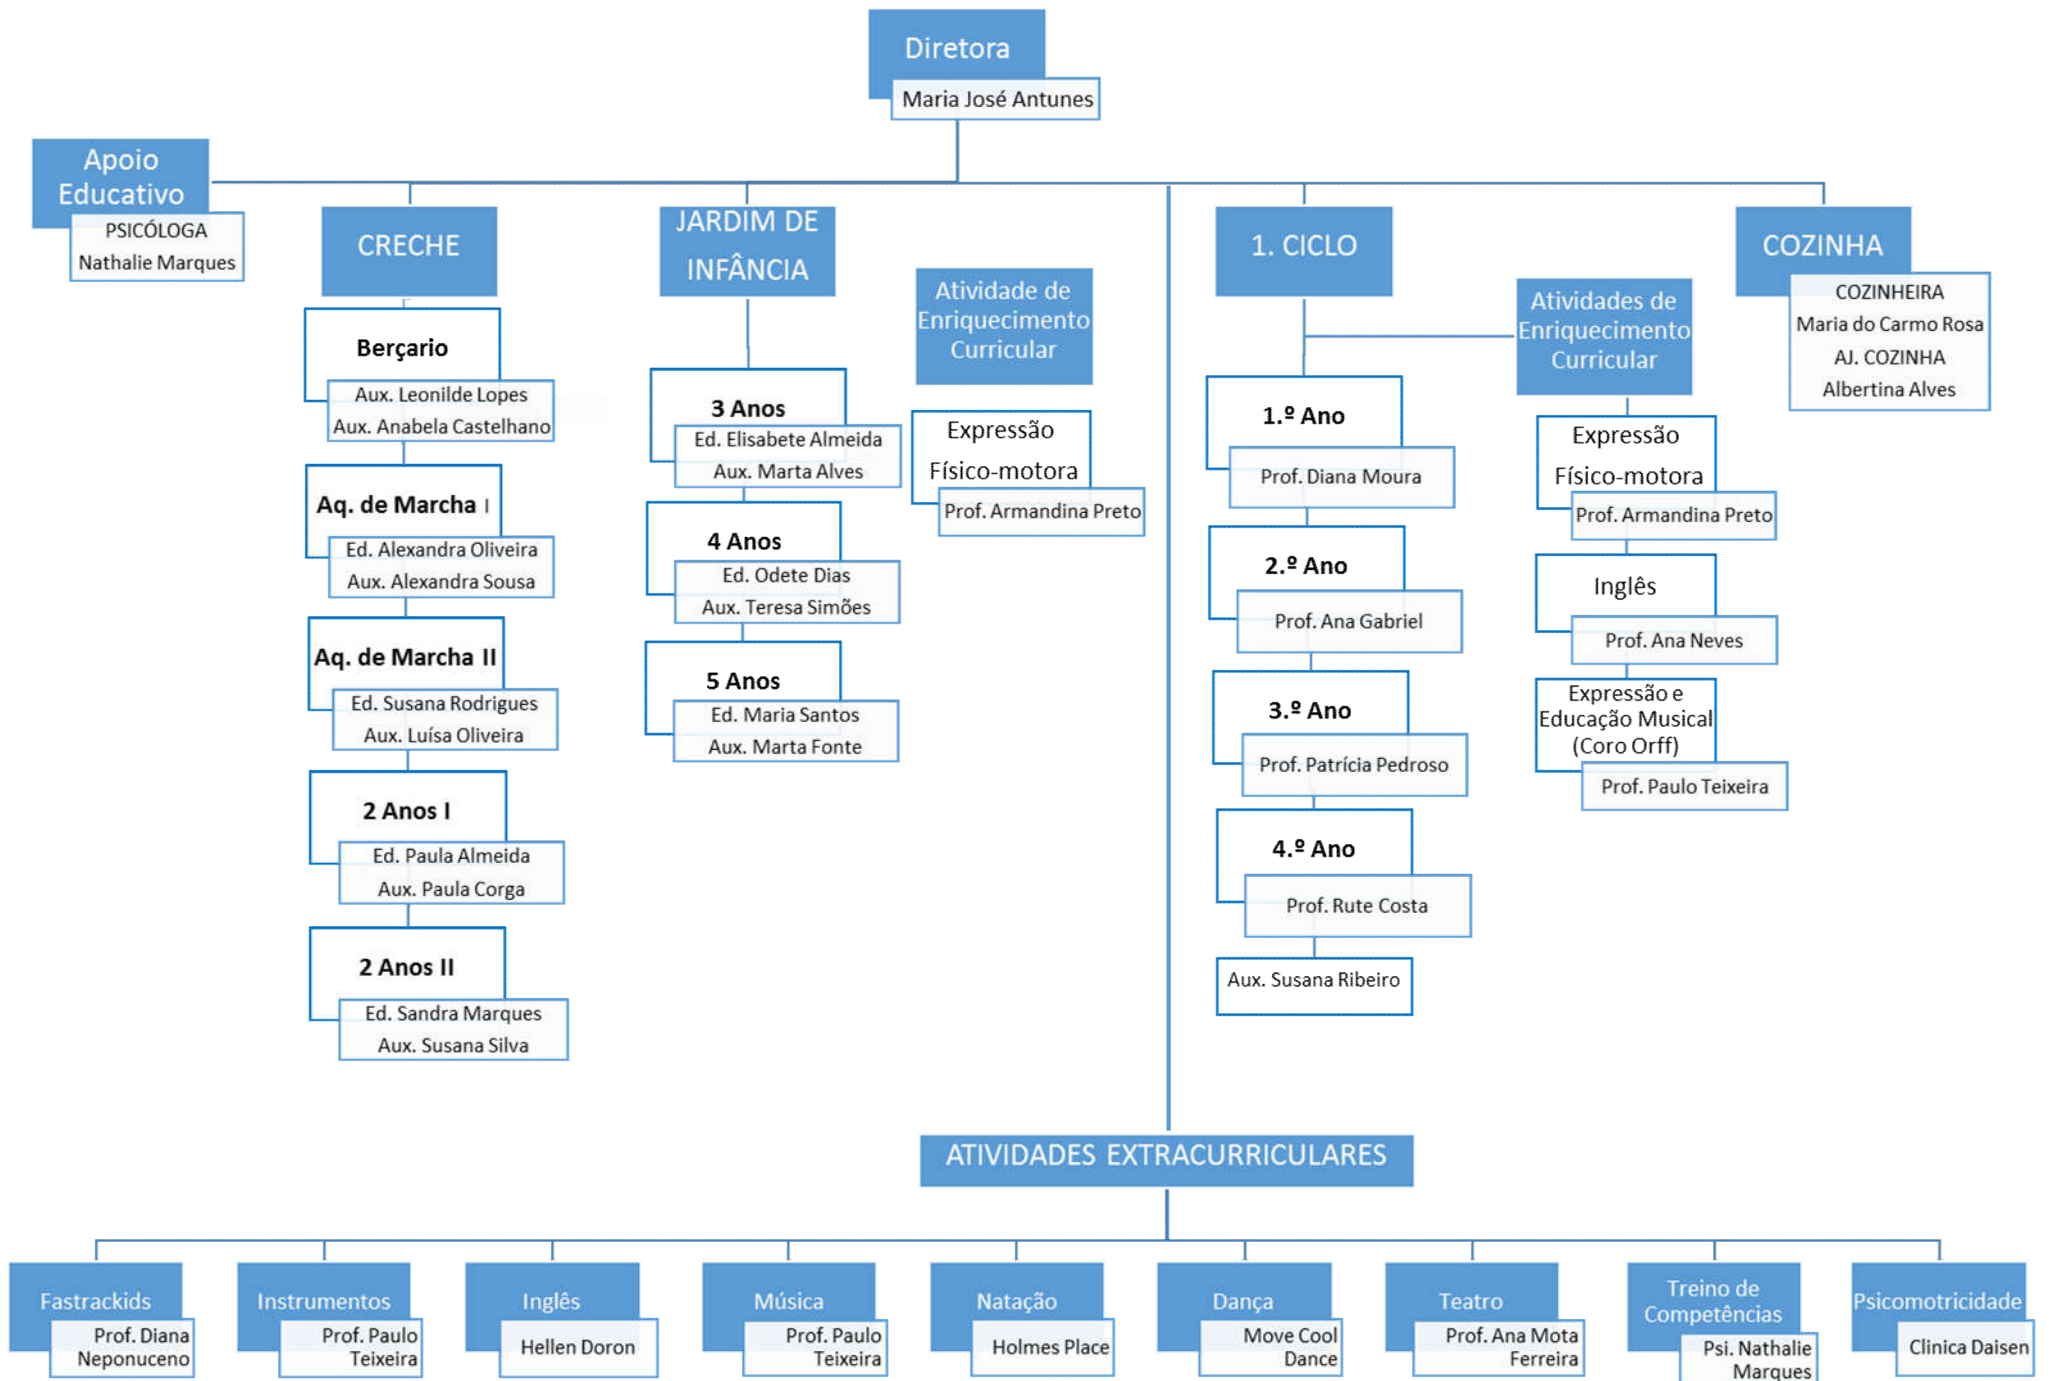 Diretora
Maria José Antunes
Apoio
Educativo
PSICÓLOGA
Nathalie Marques
CRECHE
Berçario
Aux. Leonilde Lopes
Aux. Anabela Castelhano
Aq. de Marcha I
Ed. Alexandra Oliveira
Aux. Alexandra Sousa
Aq. de Marcha II
Ed. Susana Rodrigues
Aux. Luísa Oliveira
2 Anos I
Ed. Paula Almeida
Aux. Paula Corga
2 Anos II
Ed. Sandra Marques
Aux. Susana Silva
JARDIM DE
INFÂNCIA
3 Anos
Ed. Elisabete Almeida
Aux. Marta Alves
4 Anos
Ed. Odete Dias
Aux. Teresa Simões
5 Anos
Ed. Maria Santos
Aux. Marta Fonte
Atividade de
Enriquecimento
Curricular
Expressão
Físico-motora
Prof. Armandina Preto
1. CICLO
1.º Ano
Prof. Diana Moura
2.º Ano
Prof. Ana Gabriel
3.º Ano
Prof. Patrícia Pedroso
4.º Ano
Prof. Rute Costa
Aux. Susana Ribeiro
Atividades de
Enriquecimento
Curricular
Expressão
Físico-motora
Prof. Armandina Preto
Inglês
Prof. Ana Neves
Expressão e
Educação Musical
(Coro Orff)
Prof. Paulo Teixeira
COZINHA
COZINHEIRA
Maria do Carmo Rosa
AJ. COZINHA
Albertina Alves
ATIVIDADES EXTRACURRICULARES
Fastrackids
Prof. Diana
Neponuceno
Instrumentos
Prof. Paulo
Teixeira
Inglês
Hellen Doron
Música
Prof. Paulo
Teixeira
Natação
Holmes Place
Dança
Move Cool
Dance
Teatro
Prof. Ana Mota
Ferreira
Treino de
Competências
Psi. Nathalie
Marques
Psicomotricidade
Clinica Daisen